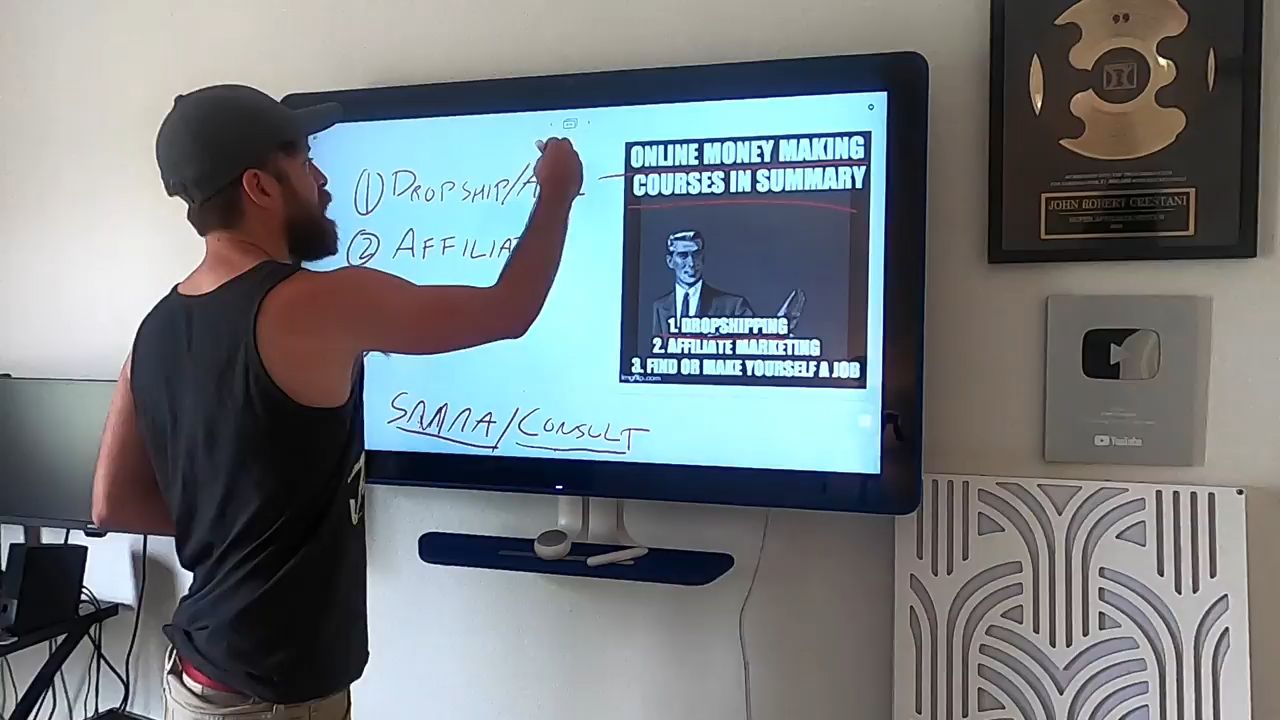 ① DROPSHIP/A
② AFFILIAT
SMMA/CONSULT
ONLINE MONEY MAKING
COURSES IN SUMMARY
1. DROPSHIPPING
2. AFFILIATE MARKETING
3. FIND OR MAKE YOURSELF A JOB
imgflip.com
JOHN ROBERT CRESTANI
YouTube